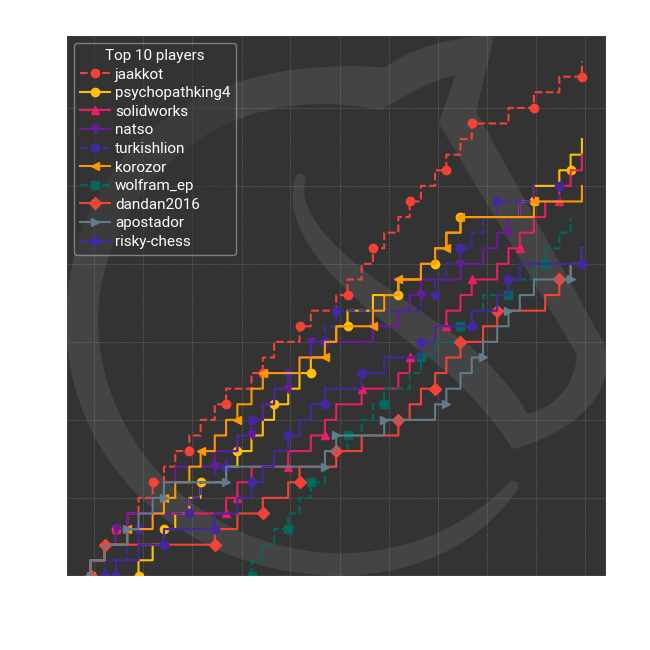 Top 10 players
jaakkot
psychopathking4
solidworks
natso
turkishlion
korozor
wolfram_ep
dandan2016
apostador
risky-chess